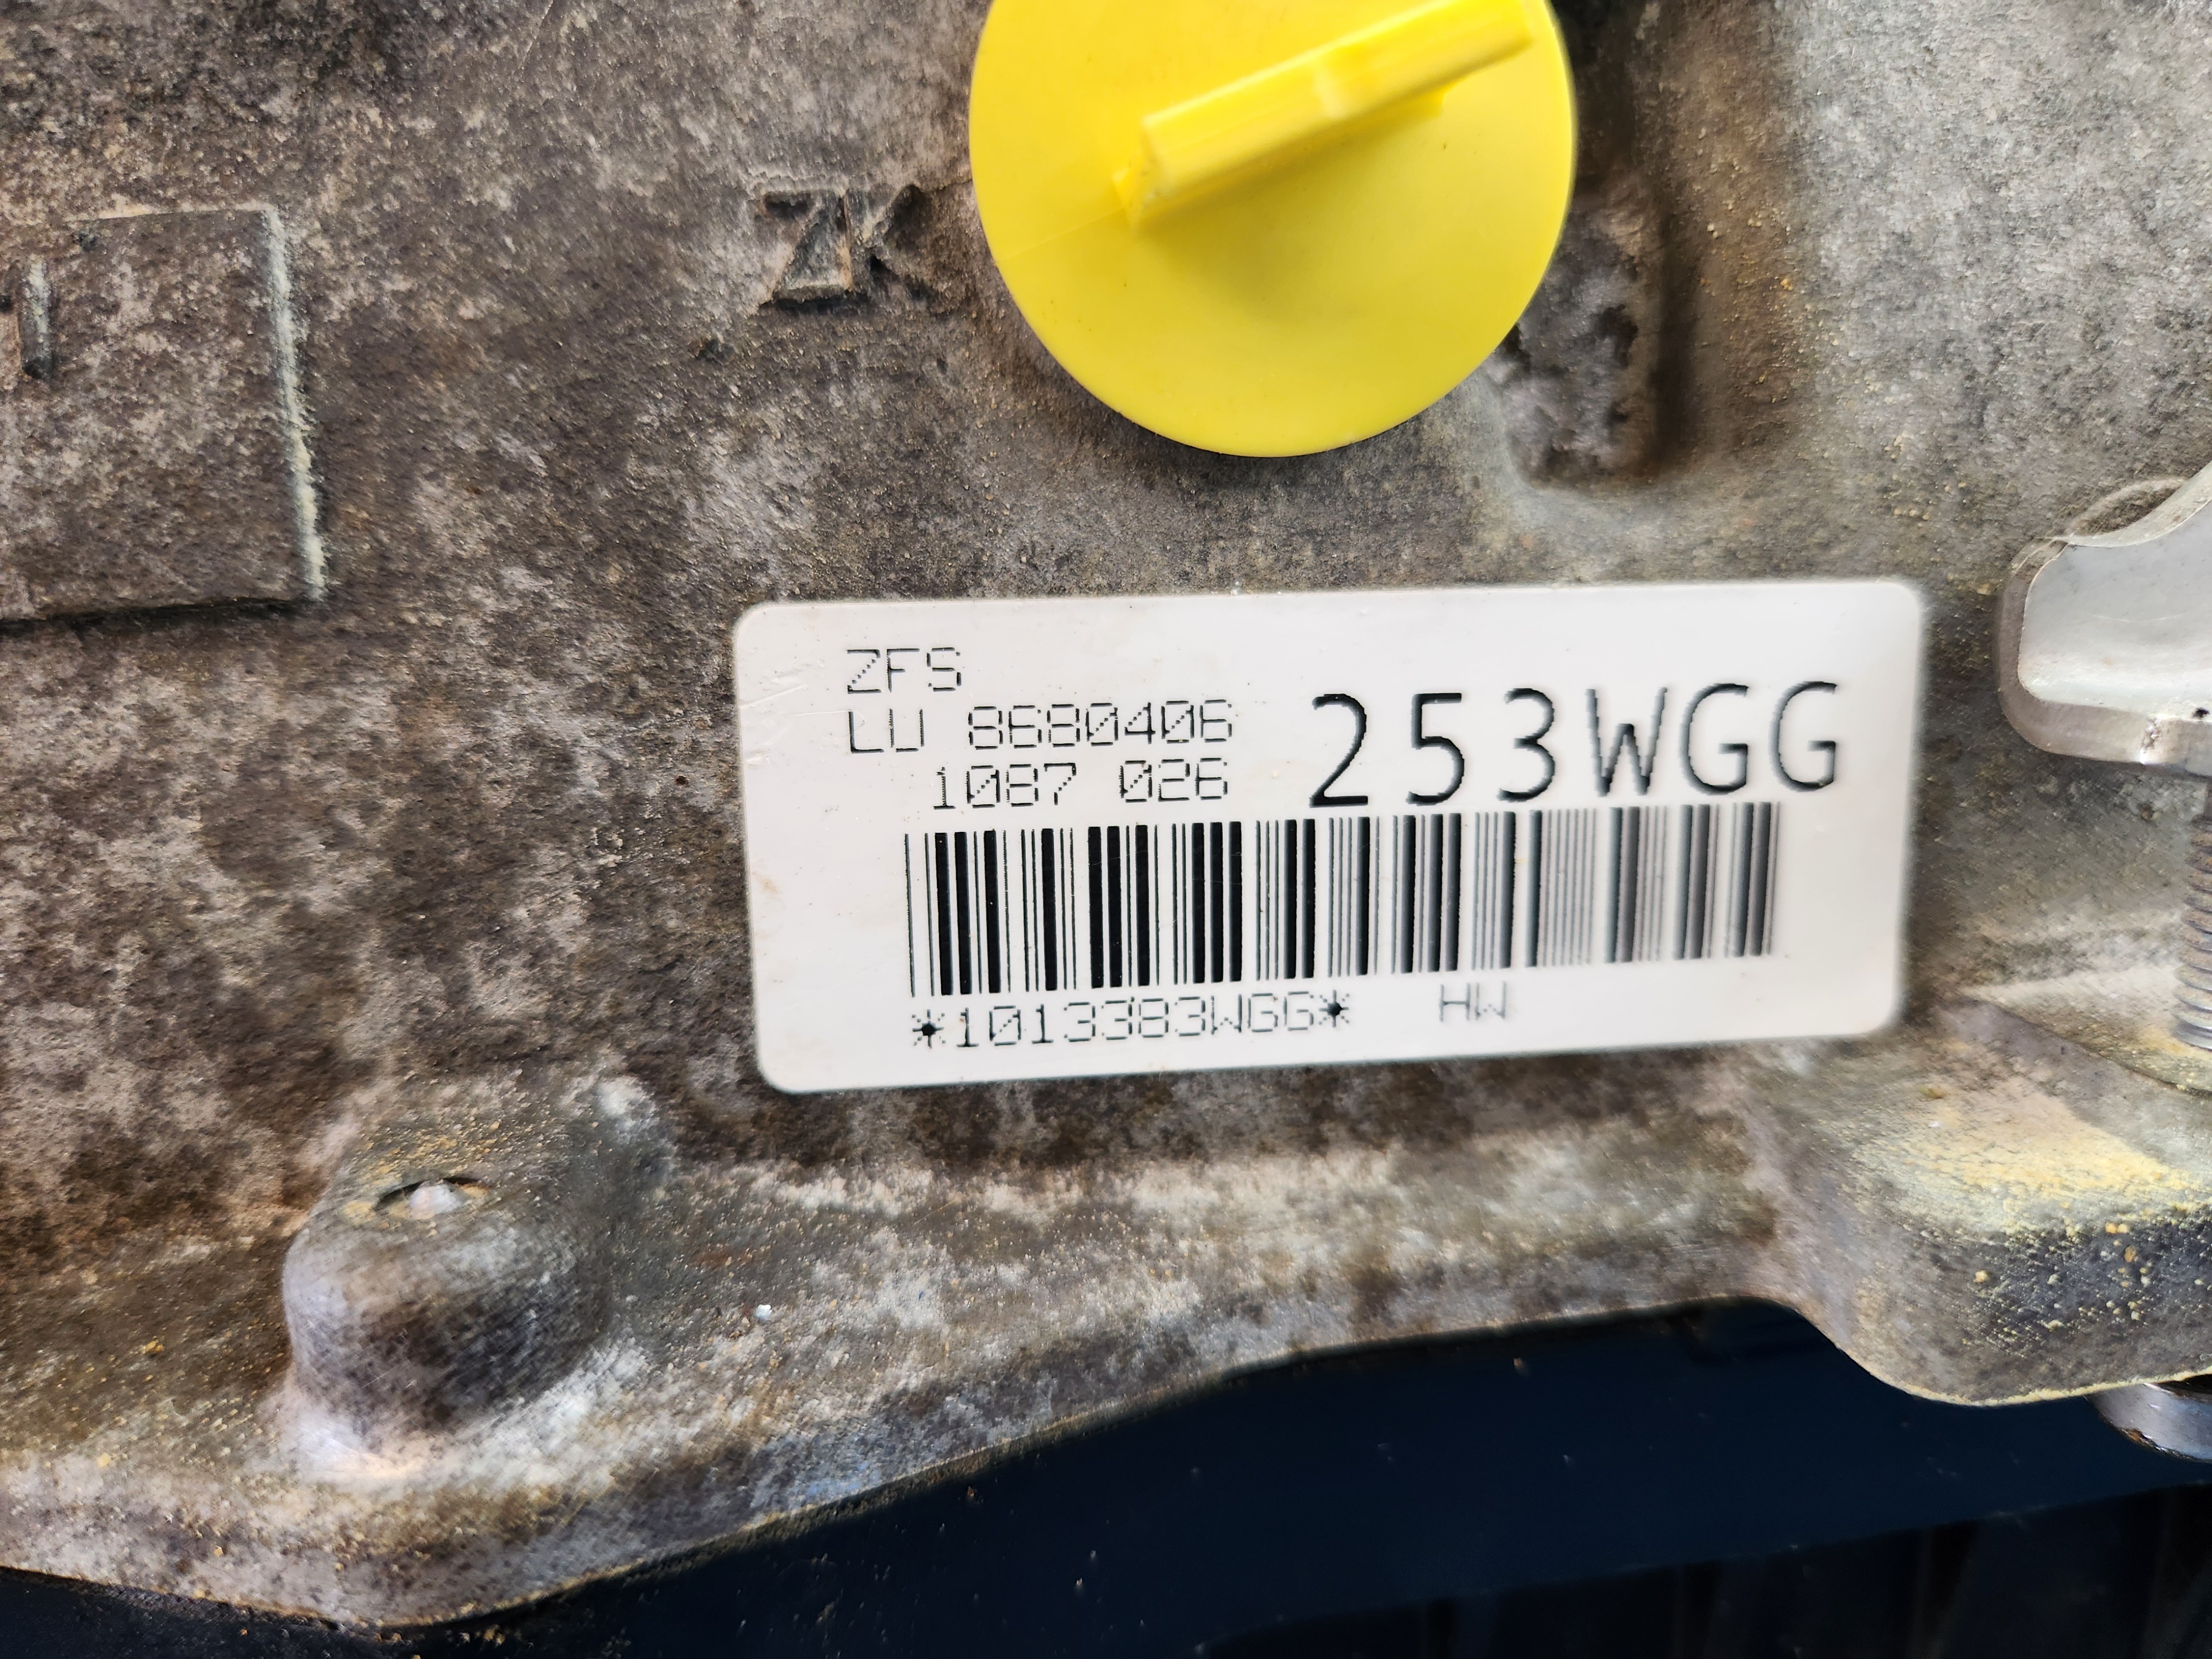 ZK
ZFS
LU 8680406
1087 026
253WGG
*1013383WGG* HW